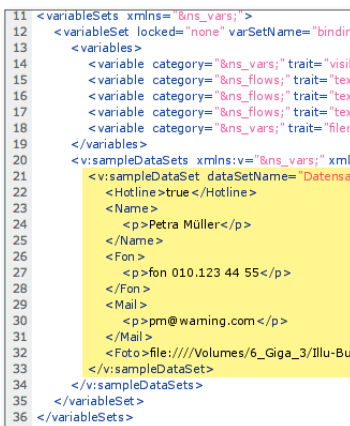 11 <variableSets xmlns="&ns_vars;">
12 <variableSet locked="none" varSetName="bindin
13 <variables>
14 <variable category="&ns_vars;" trait="visi
15 <variable category="&ns_flows;" trait="tex
16 <variable category="&ns_flows;" trait="tex
17 <variable category="&ns_flows;" trait="tex
18 <variable category="&ns_vars;" trait="filer
19 </variables>
20 <v:sampleDataSets xmlns:v="&ns_vars;" xml
21 <v:sampleDataSet dataSetName="Datensa
22 <Hotline>true</Hotline>
23 <Name>
24 <p>Petra Müller</p>
25 </Name>
26 <Fon>
27 <p>fon 010.123 44 55</p>
28 </Fon>
29 <Mail>
30 <p>pm@warning.com</p>
31 </Mail>
32 <Foto>file:////Volumes/6_Giga_3/Illu-Bu
33 </v:sampleDataSet>
34 </v:sampleDataSets>
35 </variableSet>
36 </variableSets>